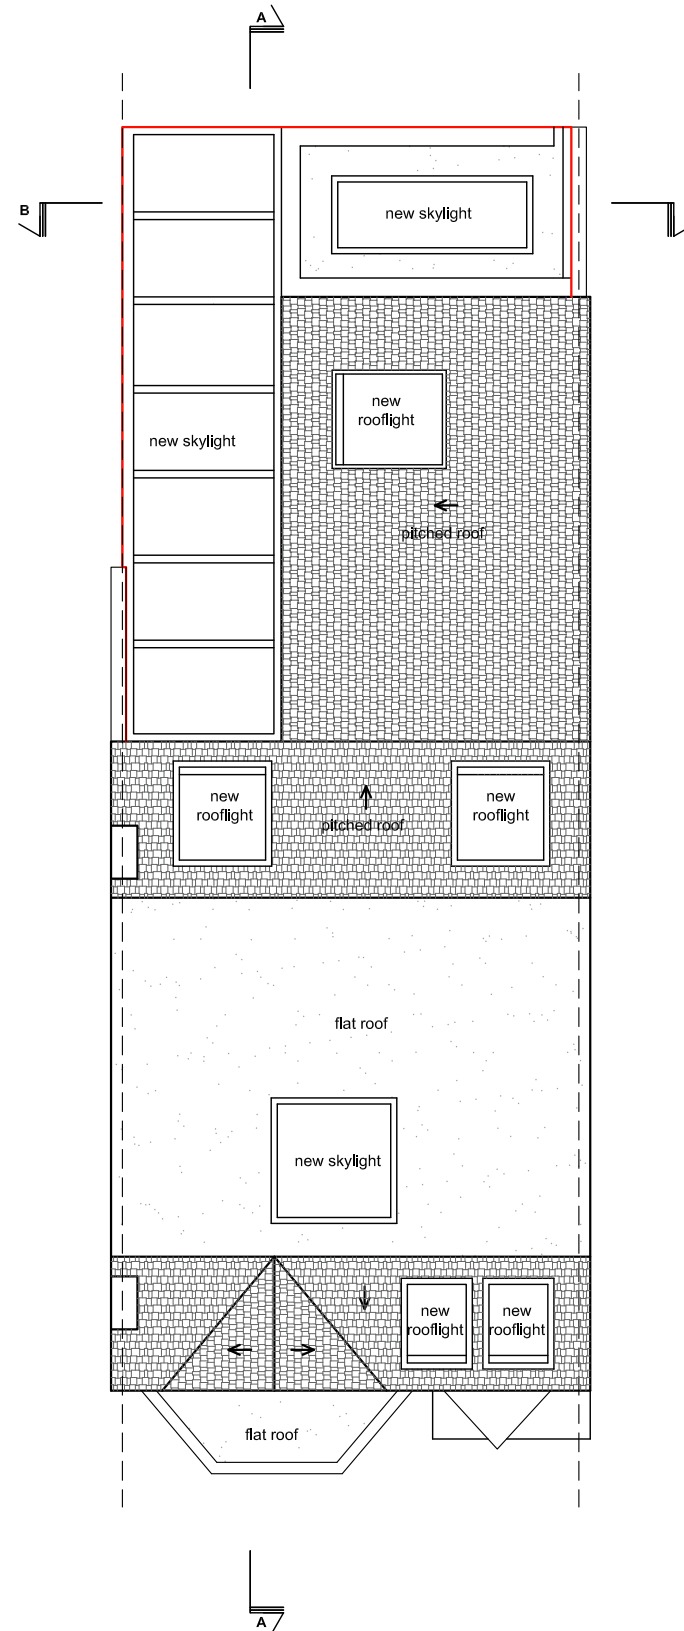 A
B
new skylight
new
rooflight
new skylight
pitched roof
new
rooflight
new
rooflight
pitched roof
flat roof
new skylight
new
rooflight
new
rooflight
flat roof
A